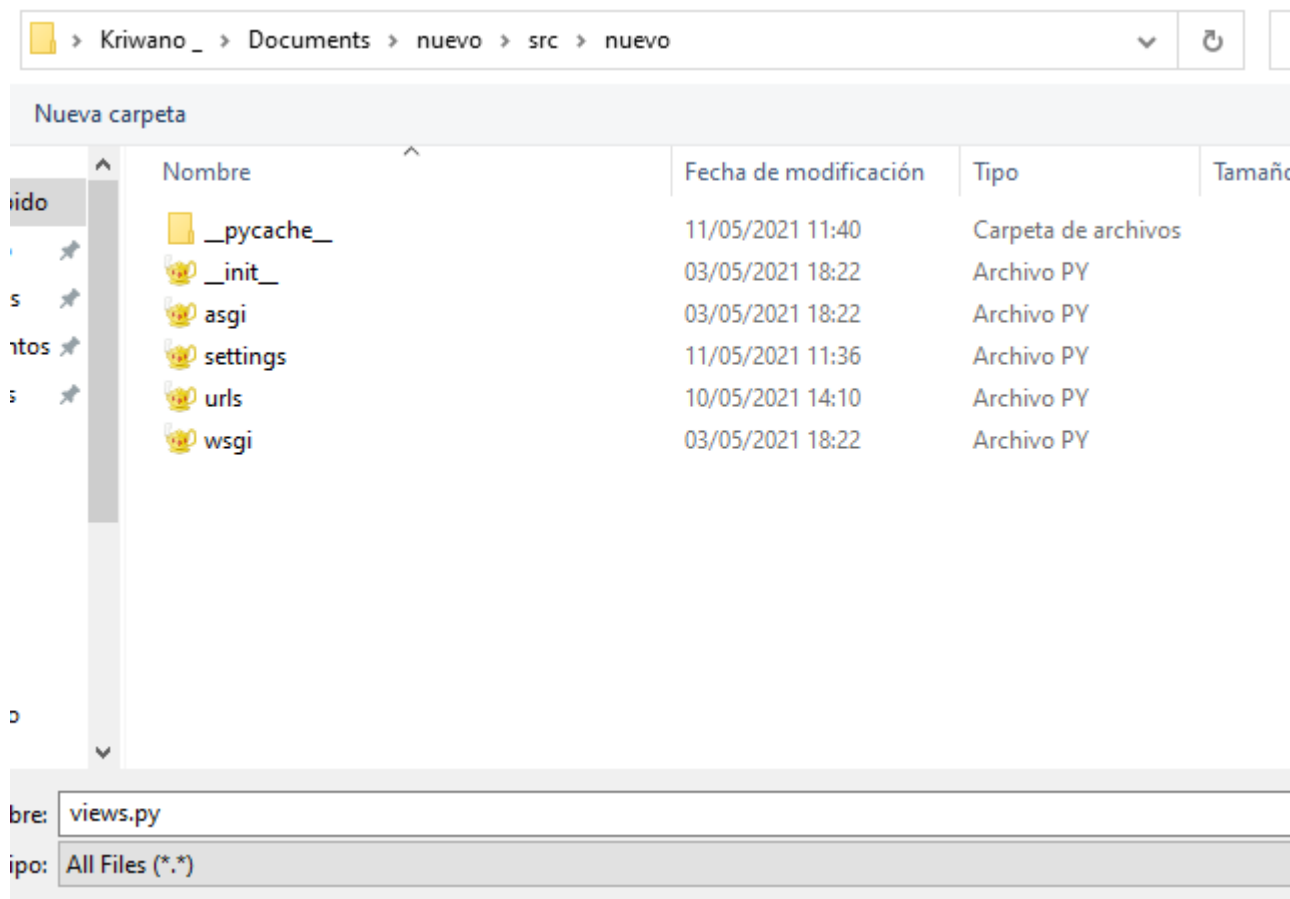 Kriwano _ > Documents > nuevo > src > nuevo
Nueva carpeta
Nombre Fecha de modificación Tipo Tamaño
__pycache__ 11/05/2021 11:40 Carpeta de archivos
__init__ 03/05/2021 18:22 Archivo PY
asgi 03/05/2021 18:22 Archivo PY
settings 11/05/2021 11:36 Archivo PY
urls 10/05/2021 14:10 Archivo PY
wsgi 03/05/2021 18:22 Archivo PY
views.py
All Files (*.*)